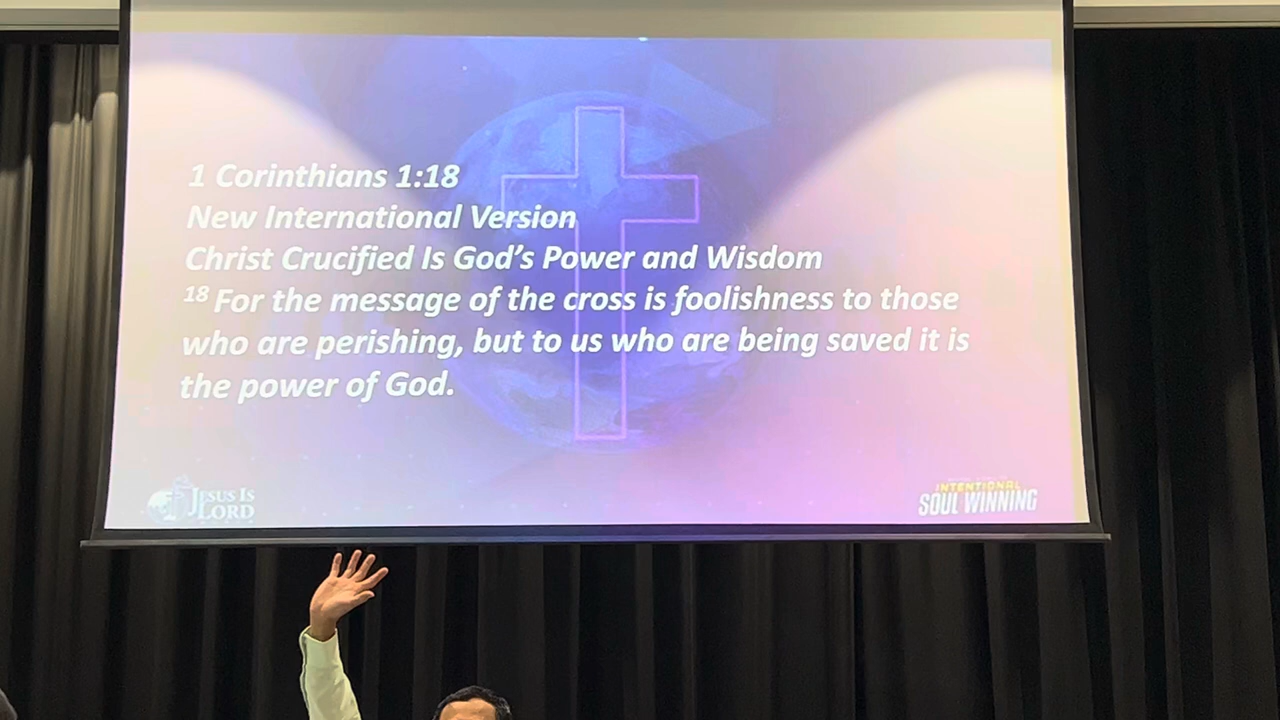 1 Corinthians 1:18
New International Version
Christ Crucified Is God's Power and Wisdom
18 For the message of the cross is foolishness to those
who are perishing, but to us who are being saved it is
the power of God.
JESUS IS
LORD
INTENTIONAL
SOUL WINNING